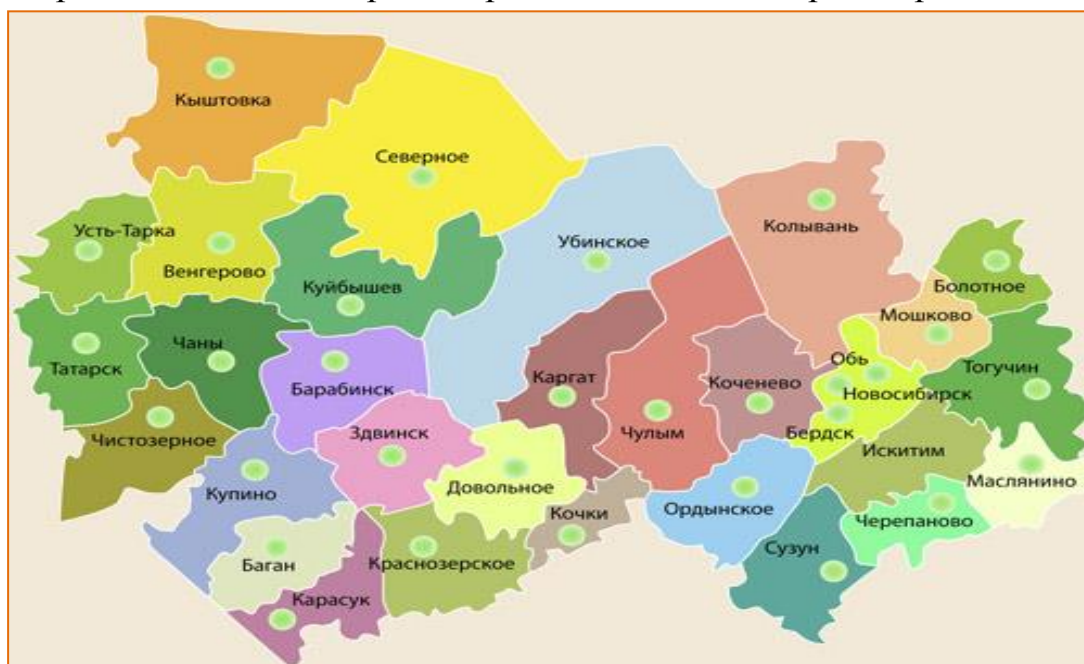 Кыштовка
Северное
Усть-Тарка
Венгерово
Куйбышев
Убинское
Колывань
Болотное
Мошково
Татарск
Чаны
Барабинск
Каргат
Чулым
Коченево
Обь
Новосибирск
Тогучин
Чистозерное
Здвинск
Бердск
Искитим
Купино
Довольное
Кочки
Ордынское
Маслянино
Черепаново
Баган
Краснозерское
Сузун
Карасук